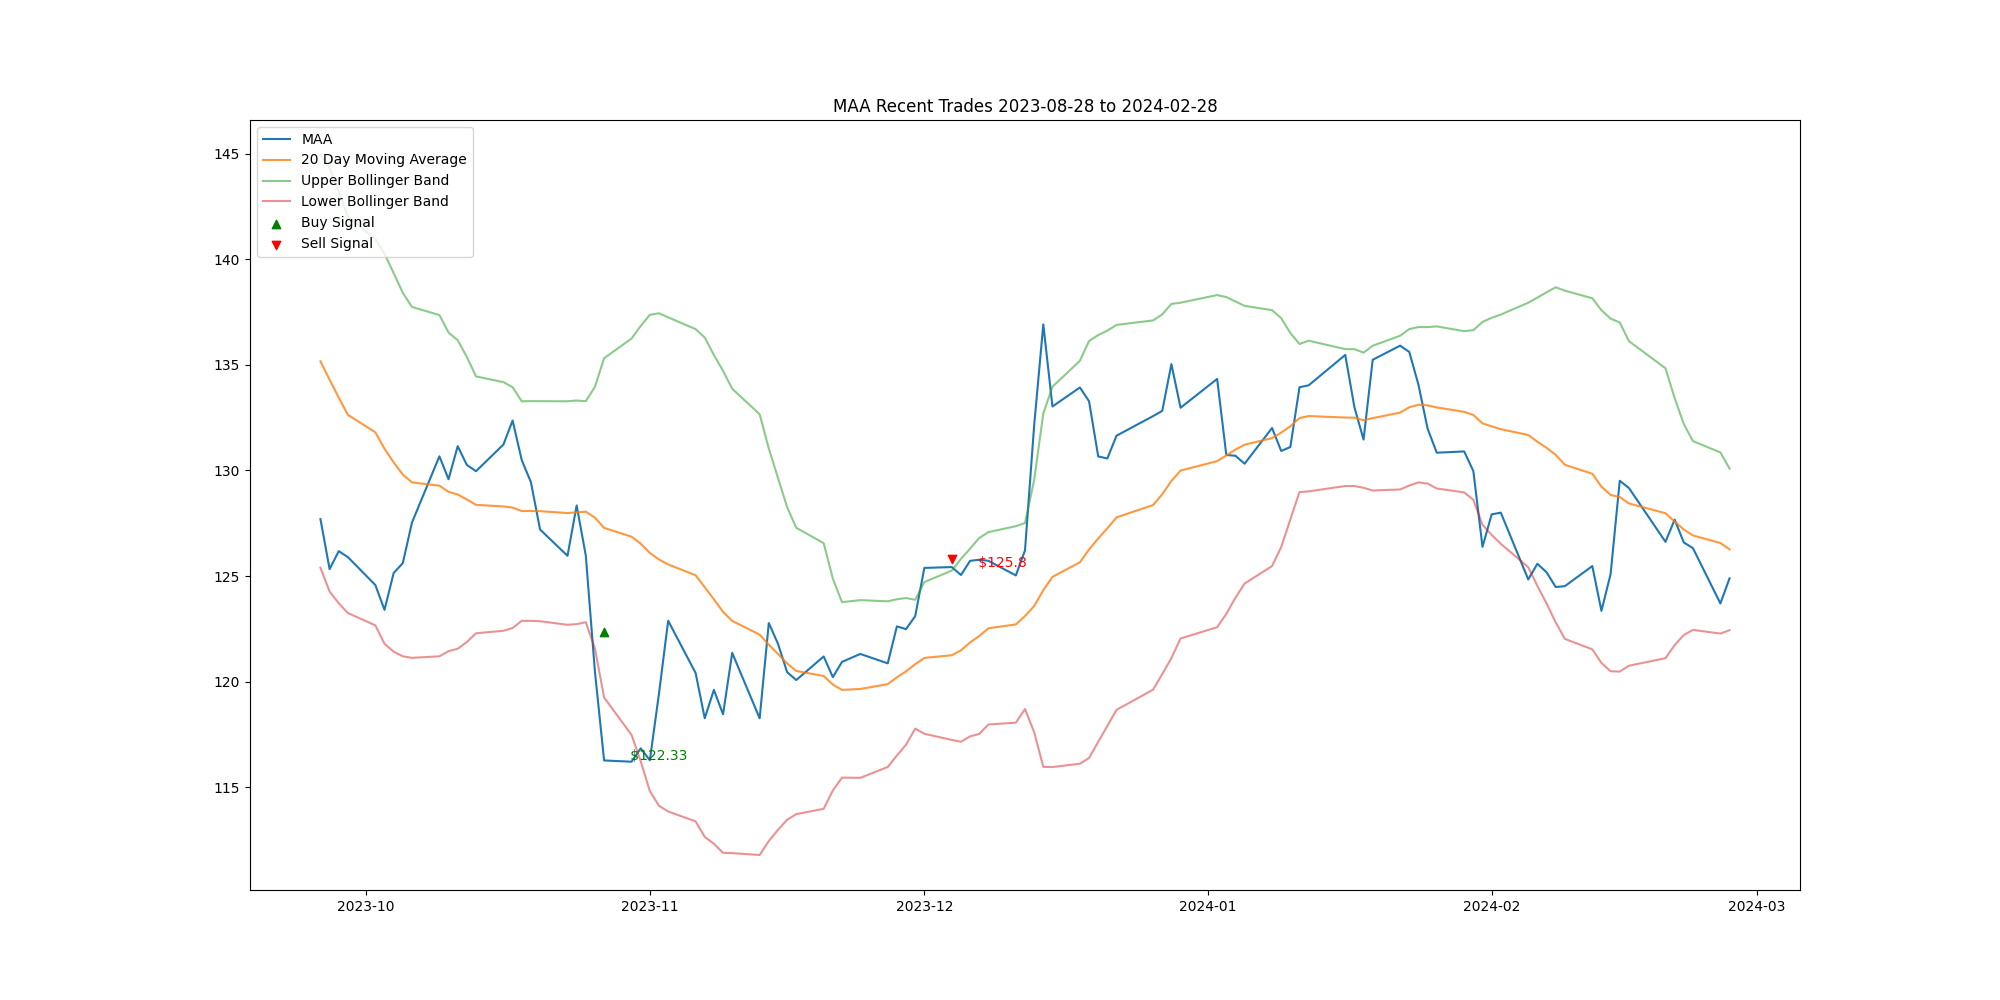 MAA Recent Trades 2023-08-28 to 2024-02-28
MAA
20 Day Moving Average
Upper Bollinger Band
Lower Bollinger Band
Buy Signal
Sell Signal
145
140
135
130
125
120
115
$125.8
$122.33
2023-10
2023-11
2023-12
2024-01
2024-02
2024-03